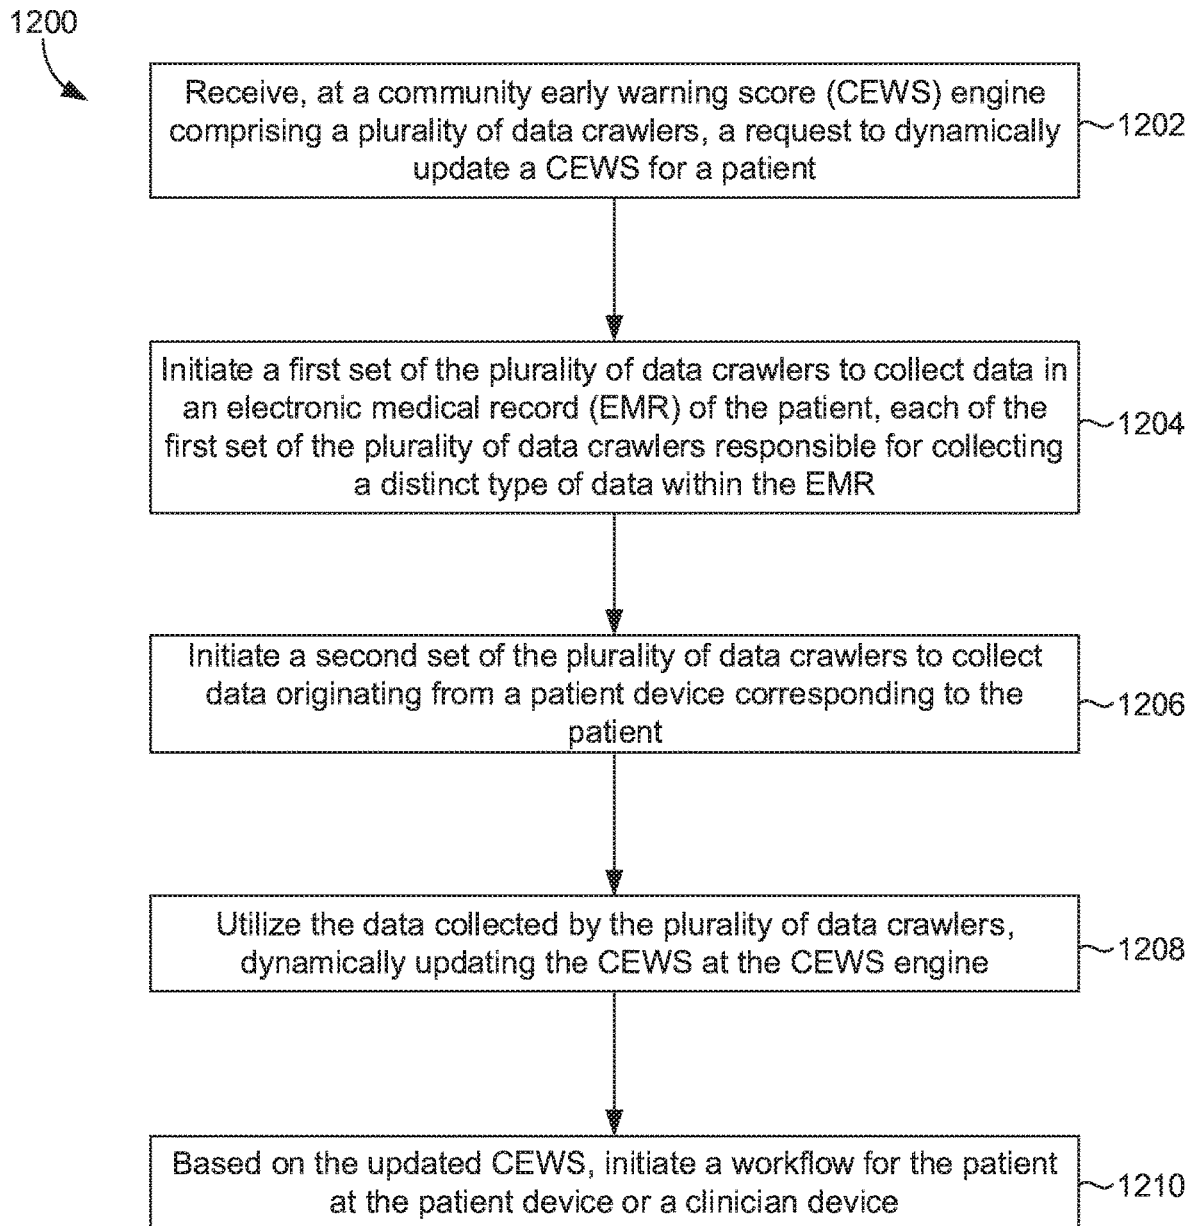 1200
Receive, at a community early warning score (CEWS) engine
comprising a plurality of data crawlers, a request to dynamically
update a CEWS for a patient
1202
Initiate a first set of the plurality of data crawlers to collect data in
an electronic medical record (EMR) of the patient, each of the
first set of the plurality of data crawlers responsible for collecting
a distinct type of data within the EMR
1204
Initiate a second set of the plurality of data crawlers to collect
data originating from a patient device corresponding to the
patient
1206
Utilize the data collected by the plurality of data crawlers,
dynamically updating the CEWS at the CEWS engine
1208
Based on the updated CEWS, initiate a workflow for the patient
at the patient device or a clinician device
1210